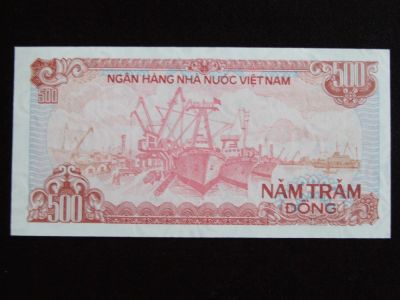 NGÂN HÀNG NHÀ NƯỚC VIỆT NAM
500
500
NĂM TRĂM
500
ĐỒNG